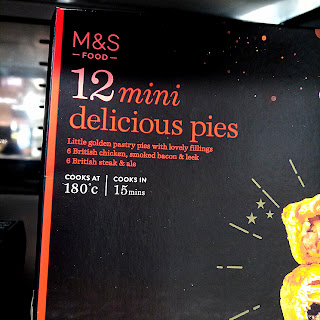 M&S
FOOD
12 mini
delicious pies
Little golden pastry pies with lovely fillings
6 British chicken, smoked bacon & leek
6 British steak & ale
COOKS AT
180°c
COOKS IN
15mins